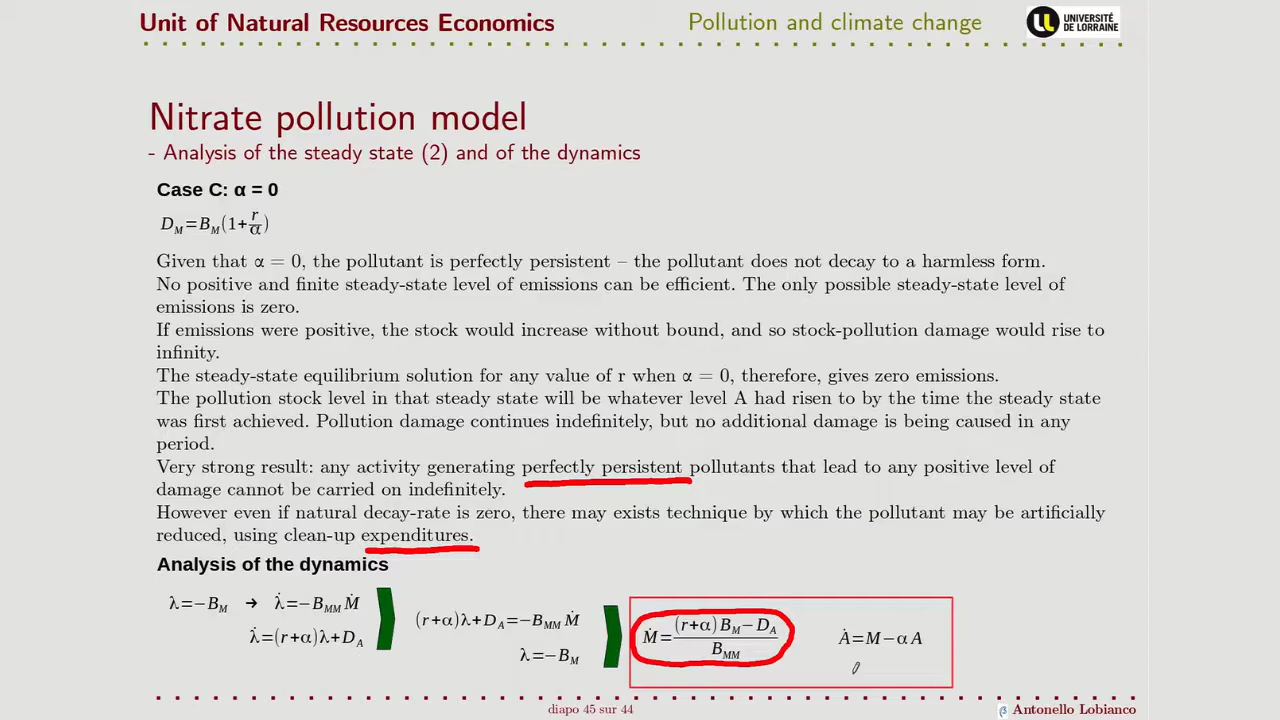 Unit of Natural Resources Economics
Pollution and climate change
UNIVERSITÉ
DE LORRAINE
Nitrate pollution model
- Analysis of the steady state (2) and of the dynamics
Case C: α = 0
D_M=B_M(1+r/α)
Given that α = 0, the pollutant is perfectly persistent – the pollutant does not decay to a harmless form.
No positive and finite steady-state level of emissions can be efficient. The only possible steady-state level of
emissions is zero.
If emissions were positive, the stock would increase without bound, and so stock-pollution damage would rise to
infinity.
The steady-state equilibrium solution for any value of r when α = 0, therefore, gives zero emissions.
The pollution stock level in that steady state will be whatever level A had risen to by the time the steady state
was first achieved. Pollution damage continues indefinitely, but no additional damage is being caused in any
period.
Very strong result: any activity generating perfectly persistent pollutants that lead to any positive level of
damage cannot be carried on indefinitely.
However even if natural decay-rate is zero, there may exists technique by which the pollutant may be artificially
reduced, using clean-up expenditures.
Analysis of the dynamics
λ=−B_M → λ̇=−B_MM Ṁ
λ̇=(r+α)λ+D_A
(r+α)λ+D_A=−B_MM Ṁ
λ=−B_M
Ṁ=((r+α)B_M−D_A)/B_MM
Ȧ=M−αA
diapo 45 sur 44
β Antonello Lobianco